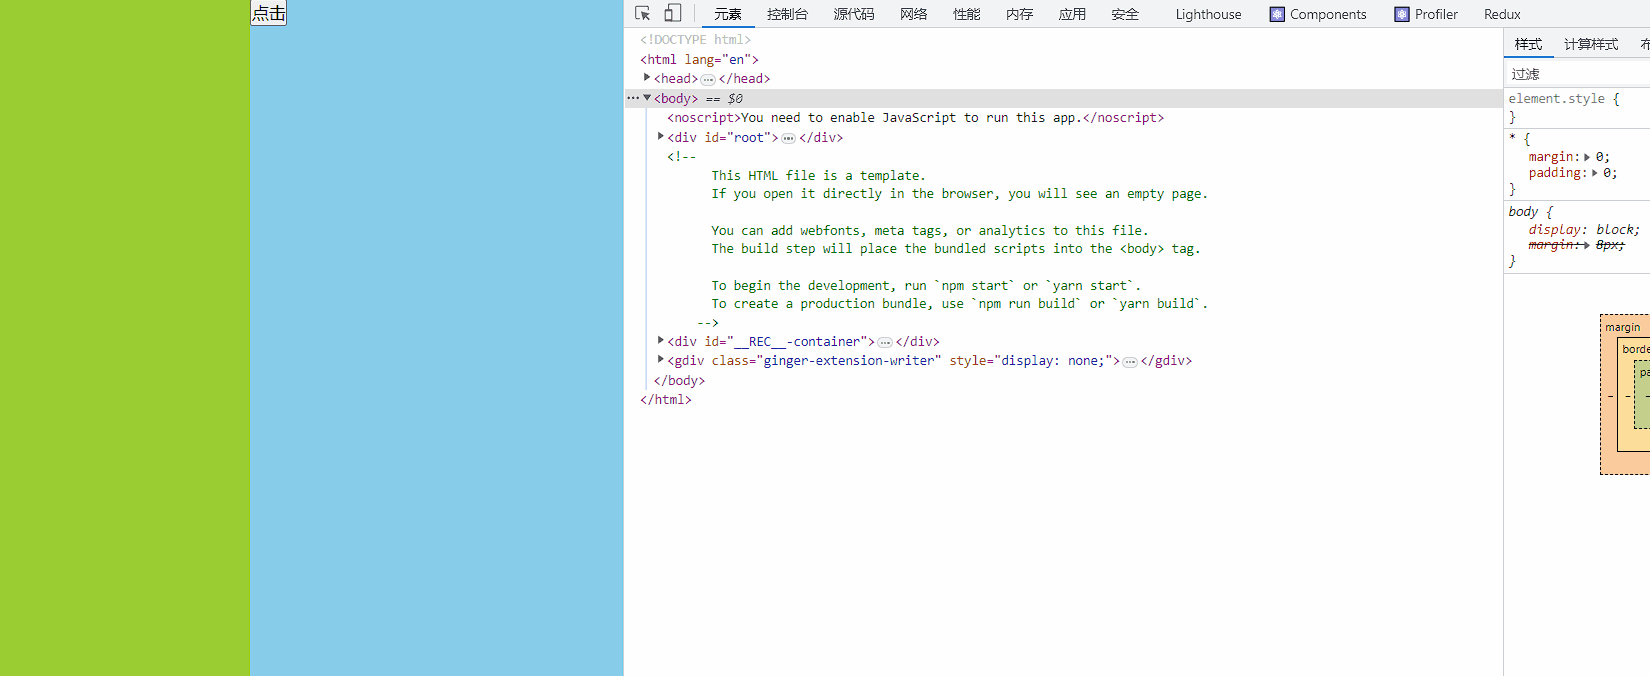 点击
元素 控制台 源代码 网络 性能 内存 应用 安全 Lighthouse Components Profiler Redux
<!DOCTYPE html>
<html lang="en">
<head> ⋯ </head>
⋯ <body> == $0
<noscript>You need to enable JavaScript to run this app.</noscript>
<div id="root"> ⋯ </div>
<!--
This HTML file is a template.
If you open it directly in the browser, you will see an empty page.
You can add webfonts, meta tags, or analytics to this file.
The build step will place the bundled scripts into the <body> tag.
To begin the development, run `npm start` or `yarn start`.
To create a production bundle, use `npm run build` or `yarn build`.
-->
<div id="__REC__-container"> ⋯ </div>
<gdiv class="ginger-extension-writer" style="display: none;"> ⋯ </gdiv>
</body>
</html>
样式 计算样式
过滤
element.style {
}
* {
margin: 0;
padding: 0;
}
body {
display: block;
margin: 8px;
}
margin
borde
pa